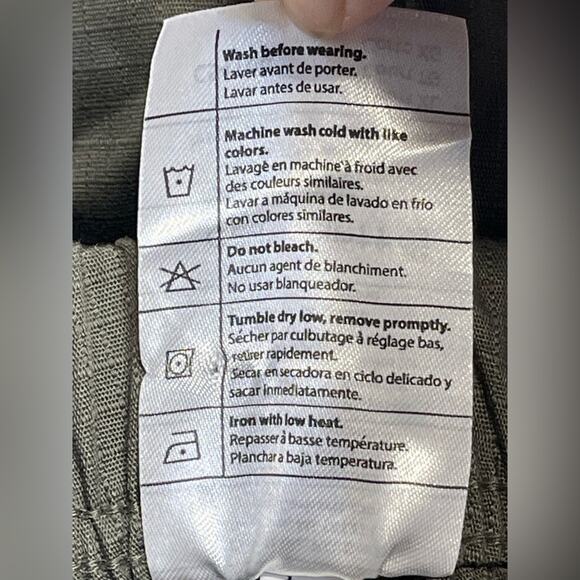 Wash before wearing.
Laver avant de porter.
Lavar antes de usar.
Machine wash cold with like
colors.
Lavage en machine à froid avec
des couleurs similaires.
Lavar a máquina de lavado en frío
con colores similares.
Do not bleach.
Aucun agent de blanchiment.
No usar blanqueador.
Tumble dry low, remove promptly.
Sécher par culbutage à réglage bas,
retirer rapidement.
Secar en secadora en ciclo delicado y
sacar inmediatamente.
Iron with low heat.
Repasser à basse température.
Planchar a baja temperatura.